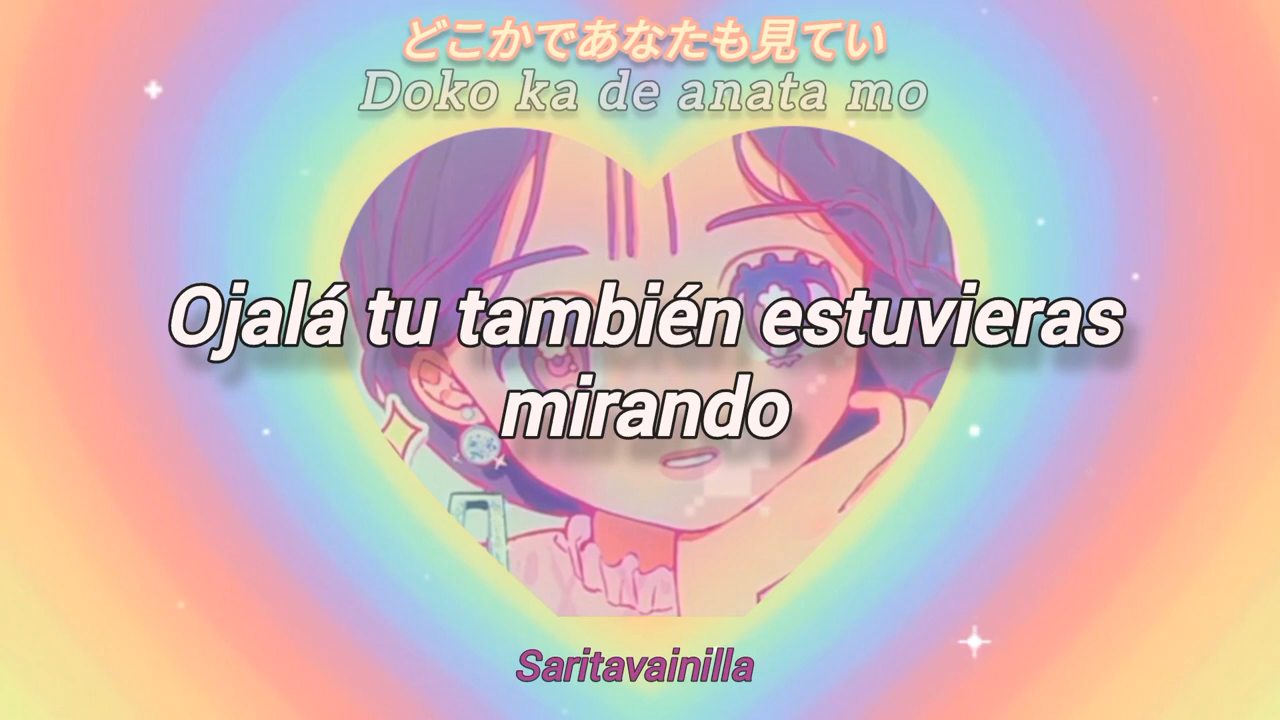 どこかであなたも見てい
Doko ka de anata mo
Ojalá tu también estuvieras
mirando
Saritavainilla